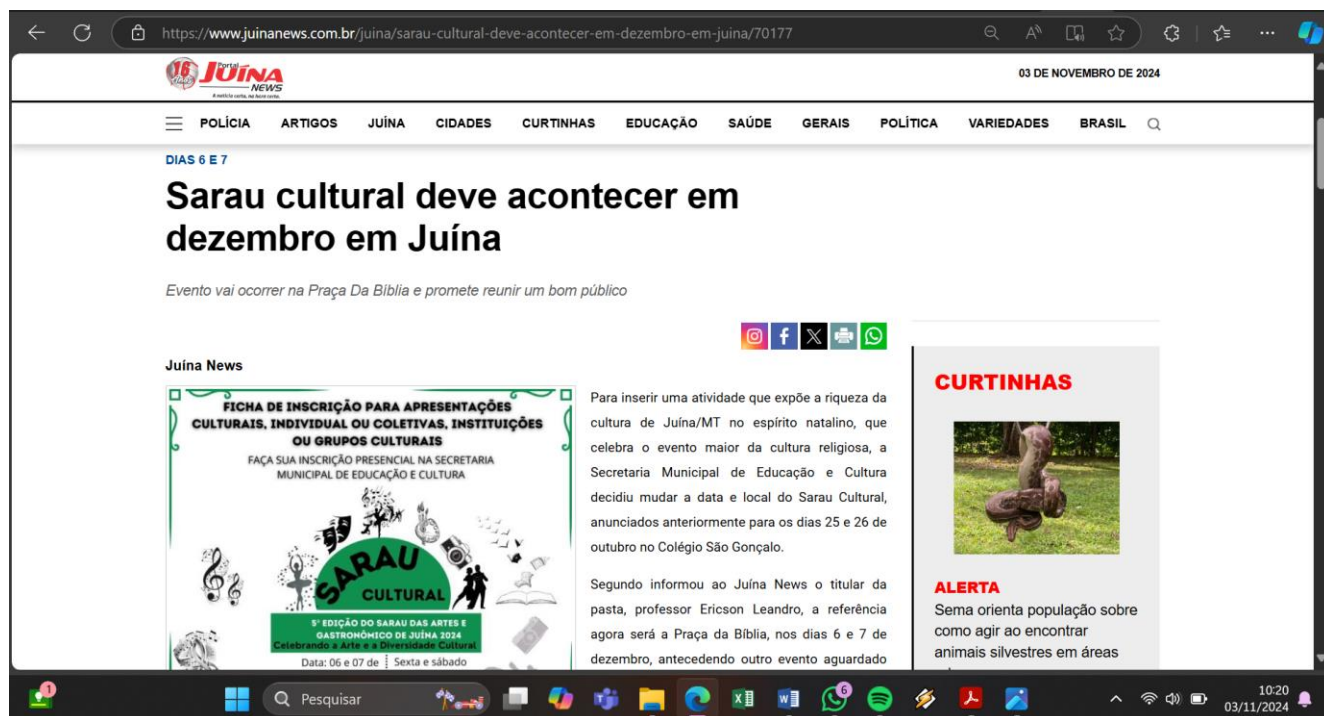 https://www.juinanews.com.br/juina/sarau-cultural-deve-acontecer-em-dezembro-em-juina/70177
16
Portal
JUÍNA
NEWS
A notícia certa, na hora certa.
03 DE NOVEMBRO DE 2024
POLÍCIA ARTIGOS JUÍNA CIDADES CURTINHAS EDUCAÇÃO SAÚDE GERAIS POLÍTICA VARIEDADES BRASIL
DIAS 6 E 7
Sarau cultural deve acontecer em
dezembro em Juína
Evento vai ocorrer na Praça Da Bíblia e promete reunir um bom público
Juína News
FICHA DE INSCRIÇÃO PARA APRESENTAÇÕES
CULTURAIS, INDIVIDUAL OU COLETIVAS, INSTITUIÇÕES
OU GRUPOS CULTURAIS
FAÇA SUA INSCRIÇÃO PRESENCIAL NA SECRETARIA
MUNICIPAL DE EDUCAÇÃO E CULTURA
SARAU
CULTURAL
5ª EDIÇÃO DO SARAU DAS ARTES E
GASTRONÔMICO DE JUÍNA 2024
Celebrando a Arte e a Diversidade Cultural
Data: 06 e 07 de Sexta e sábado
Para inserir uma atividade que expõe a riqueza da
cultura de Juína/MT no espírito natalino, que
celebra o evento maior da cultura religiosa, a
Secretaria Municipal de Educação e Cultura
decidiu mudar a data e local do Sarau Cultural,
anunciados anteriormente para os dias 25 e 26 de
outubro no Colégio São Gonçalo.
Segundo informou ao Juína News o titular da
pasta, professor Ericson Leandro, a referência
agora será a Praça da Bíblia, nos dias 6 e 7 de
dezembro, antecedendo outro evento aguardado
CURTINHAS
ALERTA
Sema orienta população sobre
como agir ao encontrar
animais silvestres em áreas
1
Pesquisar
6
10:20
03/11/2024